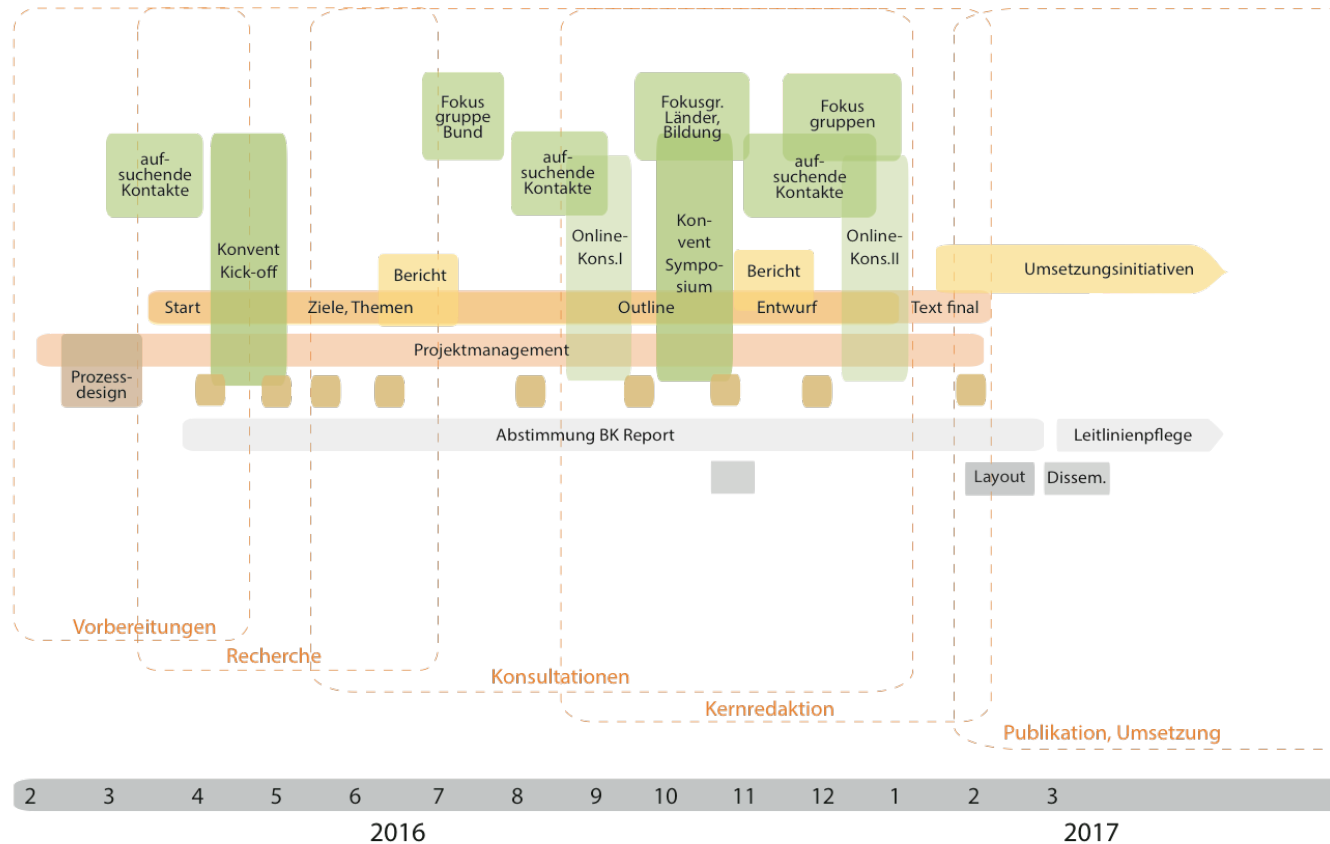 Fokus
gruppe
Bund
Fokusgr.
Länder,
Bildung
Fokus
gruppen
auf-
suchende
Kontakte
auf-
suchende
Kontakte
auf-
suchende
Kontakte
Konvent
Kick-off
Online-
Kons.I
Kon-
vent
Sympo-
sium
Online-
Kons.II
Bericht
Bericht
Umsetzungsinitiativen
Start
Ziele, Themen
Outline
Entwurf
Text final
Projektmanagement
Prozess-
design
Abstimmung BK Report
Leitlinienpflege
Layout
Dissem.
Vorbereitungen
Recherche
Konsultationen
Kernredaktion
Publikation, Umsetzung
2 3 4 5 6 7 8 9 10 11 12 1 2 3
2016 2017